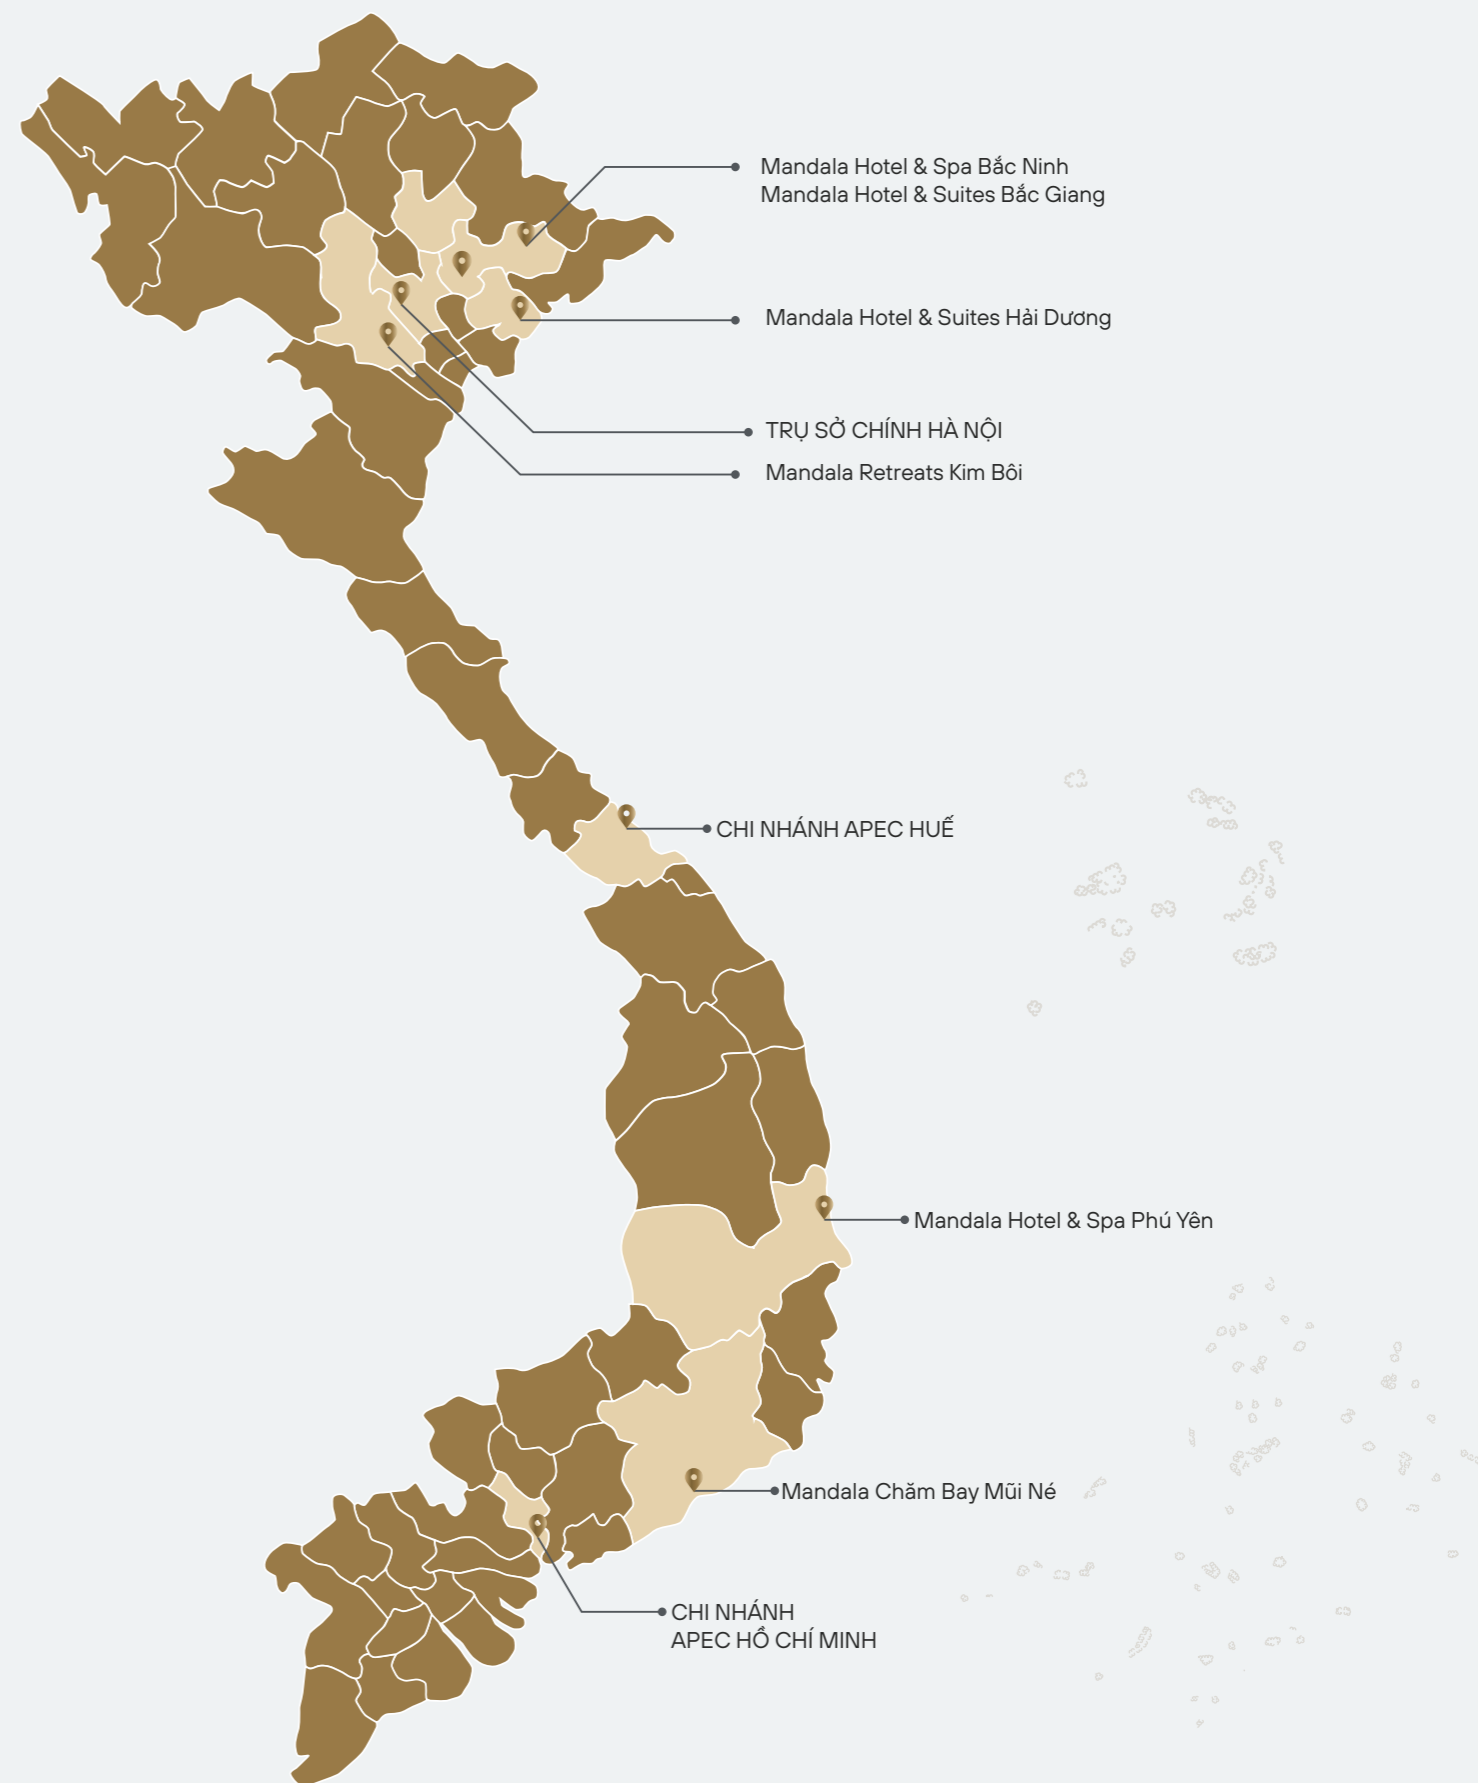 Mandala Hotel & Spa Bắc Ninh
Mandala Hotel & Suites Bắc Giang
Mandala Hotel & Suites Hải Dương
TRỤ SỞ CHÍNH HÀ NỘI
Mandala Retreats Kim Bôi
CHI NHÁNH APEC HUẾ
Mandala Hotel & Spa Phú Yên
Mandala Chăm Bay Mũi Né
CHI NHÁNH
APEC HỒ CHÍ MINH